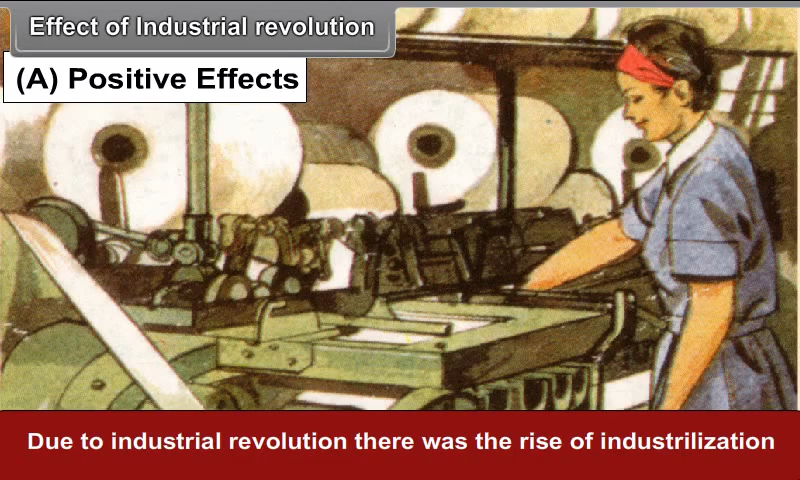 Effect of Industrial revolution
(A) Positive Effects
Due to industrial revolution there was the rise of industrilization